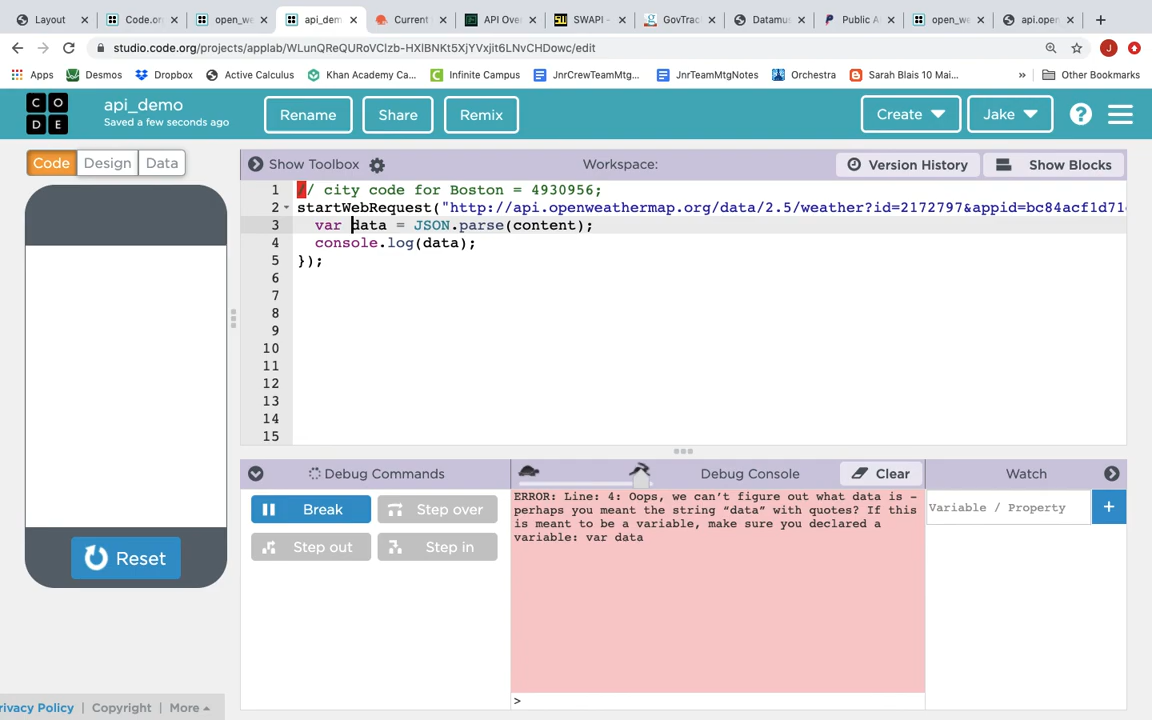 Layout
Code.or
open_we
api_dem
Current
API Ove
SWAPI -
GovTrac
Datamus
Public A
open_we
api.open
studio.code.org/projects/applab/WLunQReQURoVClzb-HXlBNKt5XjYVxjit6LNvCHDowc/edit
J
Apps
Desmos
Dropbox
Active Calculus
Khan Academy Ca...
Infinite Campus
JnrCrewTeamMtg...
JnrTeamMtgNotes
Orchestra
Sarah Blais 10 Mai...
»
Other Bookmarks
C O
D E
api_demo
Saved a few seconds ago
Rename
Share
Remix
Create
Jake
?
Code
Design
Data
Show Toolbox
Workspace:
Version History
Show Blocks
1 // city code for Boston = 4930956;
2 startWebRequest("http://api.openweathermap.org/data/2.5/weather?id=2172797&appid=bc84acf1d71
3 var data = JSON.parse(content);
4 console.log(data);
5 });
6
7
8
9
10
11
12
13
14
15
Reset
Debug Commands
Debug Console
Clear
Watch
Break
Step over
Step out
Step in
ERROR: Line: 4: Oops, we can’t figure out what data is –
perhaps you meant the string “data” with quotes? If this
is meant to be a variable, make sure you declared a
variable: var data
Variable / Property
+
>
rivacy Policy | Copyright | More